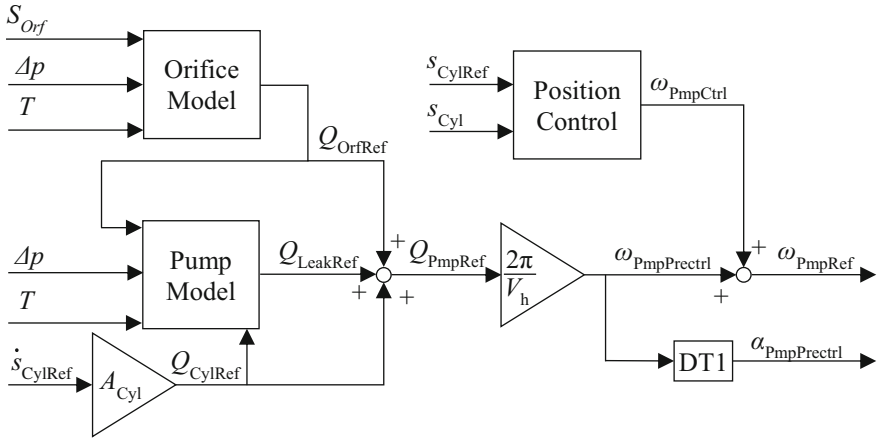 S_Orf
Δp
T
Orifice
Model
Q_OrfRef
s_CylRef
s_Cyl
Position
Control
ω_PmpCtrl
Δp
T
Pump
Model
Q_LeakRef
+
+
+
Q_PmpRef
2π
V_h
ω_PmpPrectrl
+
+
ω_PmpRef
ṡ_CylRef
A_Cyl
Q_CylRef
DT1
α_PmpPrectrl